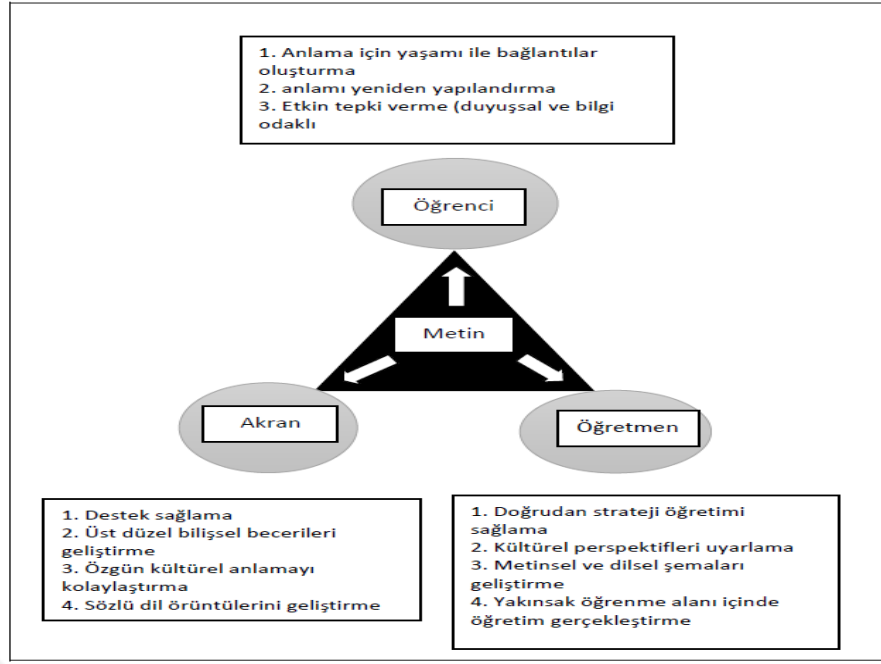 1. Anlama için yaşamı ile bağlantılar
oluşturma
2. anlamı yeniden yapılandırma
3. Etkin tepki verme (duyuşsal ve bilgi
odaklı
Öğrenci
Metin
Akran
Öğretmen
1. Destek sağlama
2. Üst düzel bilişsel becerileri
geliştirme
3. Özgün kültürel anlamayı
kolaylaştırma
4. Sözlü dil örüntülerini geliştirme
1. Doğrudan strateji öğretimi
sağlama
2. Kültürel perspektifleri uyarlama
3. Metinsel ve dilsel şemaları
geliştirme
4. Yakınsak öğrenme alanı içinde
öğretim gerçekleştirme